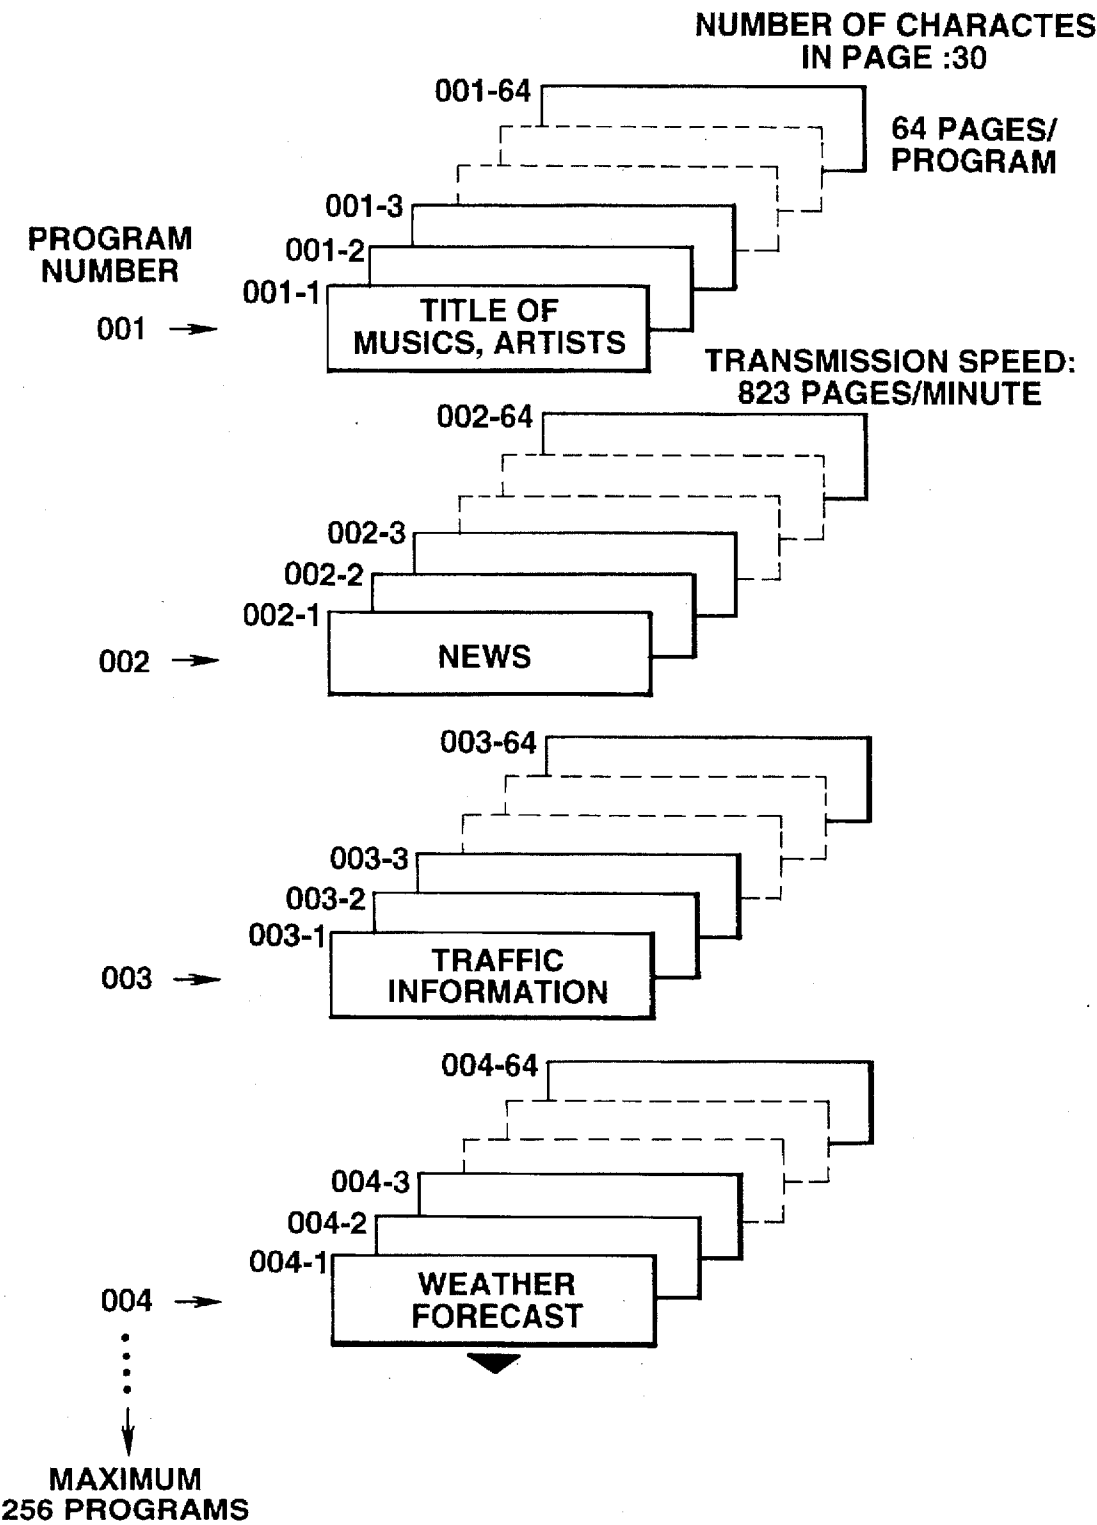 NUMBER OF CHARACTES
IN PAGE :30
001-64
64 PAGES/
PROGRAM
001-3
PROGRAM
NUMBER
001-2
001-1
001
TITLE OF
MUSICS, ARTISTS
TRANSMISSION SPEED:
823 PAGES/MINUTE
002-64
002-3
002-2
002-1
002
NEWS
003-64
003-3
003-2
003-1
003
TRAFFIC
INFORMATION
004-64
004-3
004-2
004-1
004
WEATHER
FORECAST
MAXIMUM
256 PROGRAMS